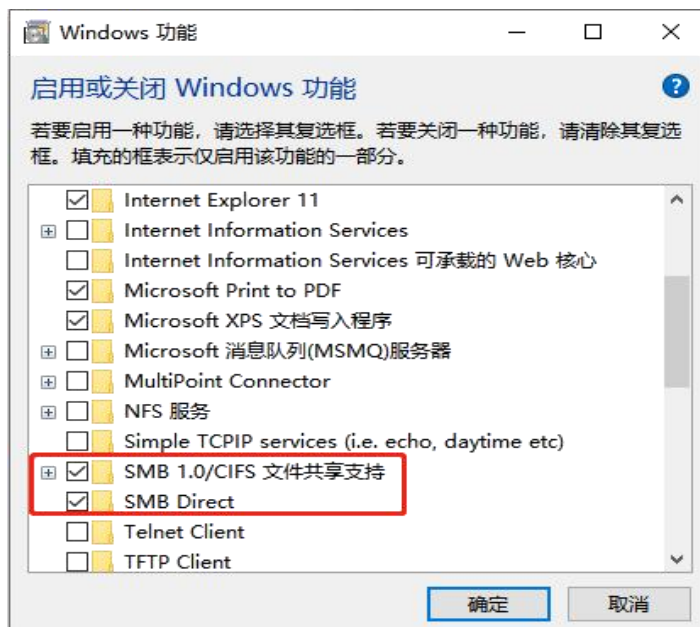 Windows 功能
启用或关闭 Windows 功能
若要启用一种功能，请选择其复选框。若要关闭一种功能，请清除其复选
框。填充的框表示仅启用该功能的一部分。
Internet Explorer 11
Internet Information Services
Internet Information Services 可承载的 Web 核心
Microsoft Print to PDF
Microsoft XPS 文档写入程序
Microsoft 消息队列(MSMQ)服务器
MultiPoint Connector
NFS 服务
Simple TCPIP services (i.e. echo, daytime etc)
SMB 1.0/CIFS 文件共享支持
SMB Direct
Telnet Client
TFTP Client
确定 取消